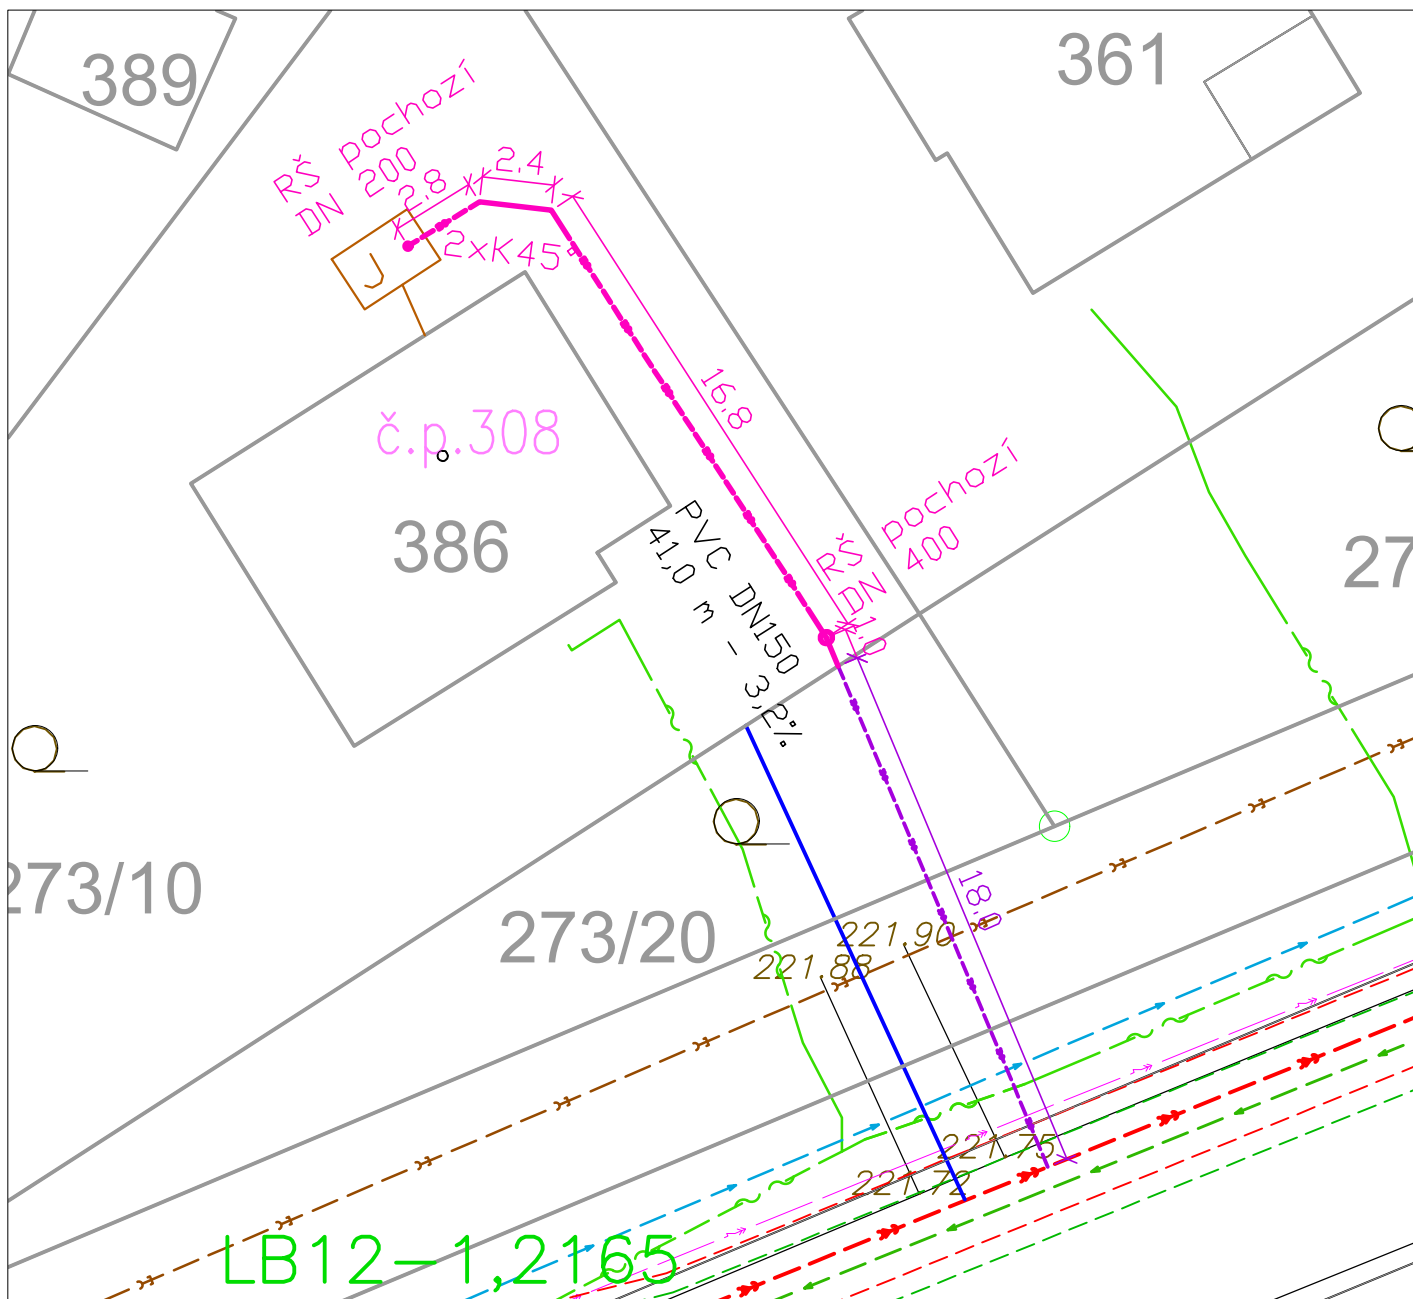 389
361
RŠ pochozí
DN 200
2,8
2,4
2xK45°
J
16,8
č.p.308
386
RŠ pochozí
DN 400
1,0
PVC DN150
41,0 m - 3,2%
27
273/10
273/20
18,0
221.90
221.88
221.75
221.72
LB12-1,2165